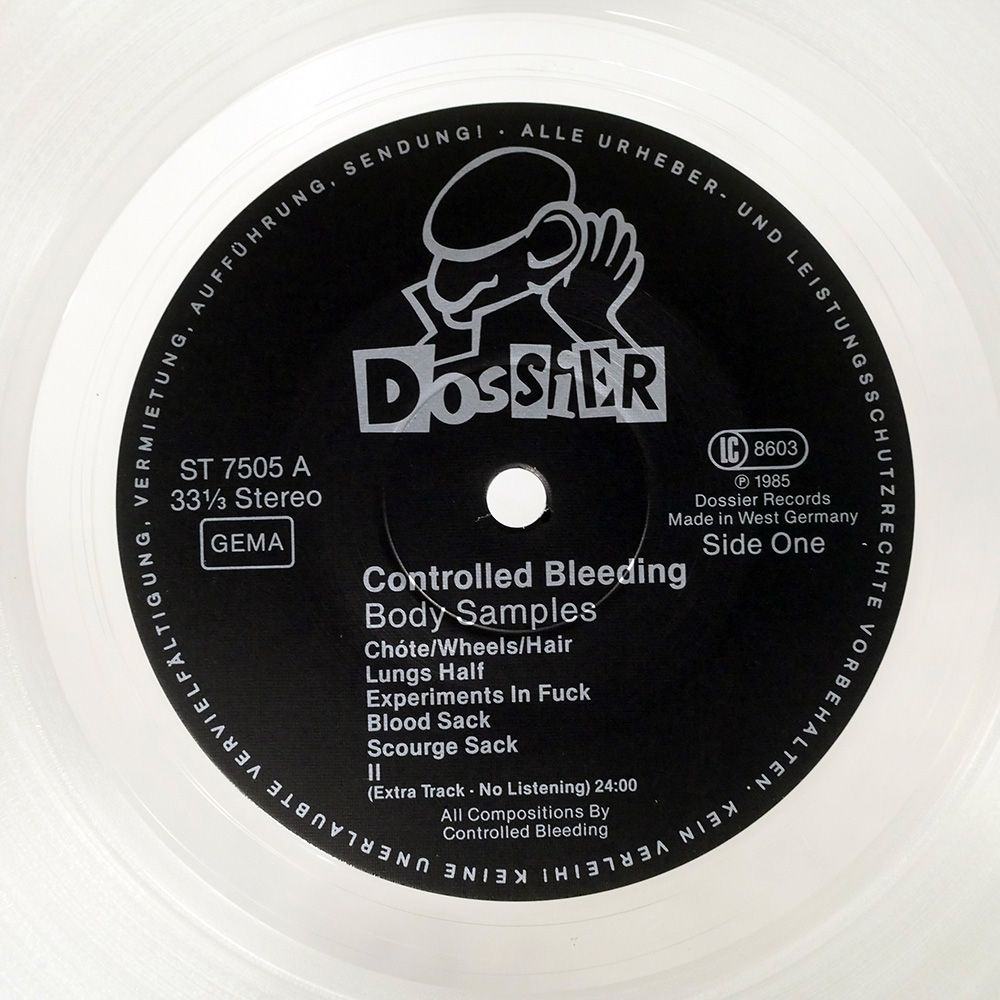 ALLE URHEBER- UND LEISTUNGSSCHUTZRECHTE VORBEHALTEN. KEIN VERLEIH! KEINE UNERLAUBTE VERVIELFÄLTIGUNG, VERMIETUNG, AUFFÜHRUNG, SENDUNG! ·
DOSSiER
ST 7505 A
33⅓ Stereo
GEMA
LC 8603
℗ 1985
Dossier Records
Made in West Germany
Side One
Controlled Bleeding
Body Samples
Chóte/Wheels/Hair
Lungs Half
Experiments In Fuck
Blood Sack
Scourge Sack
II
(Extra Track - No Listening) 24:00
All Compositions By
Controlled Bleeding